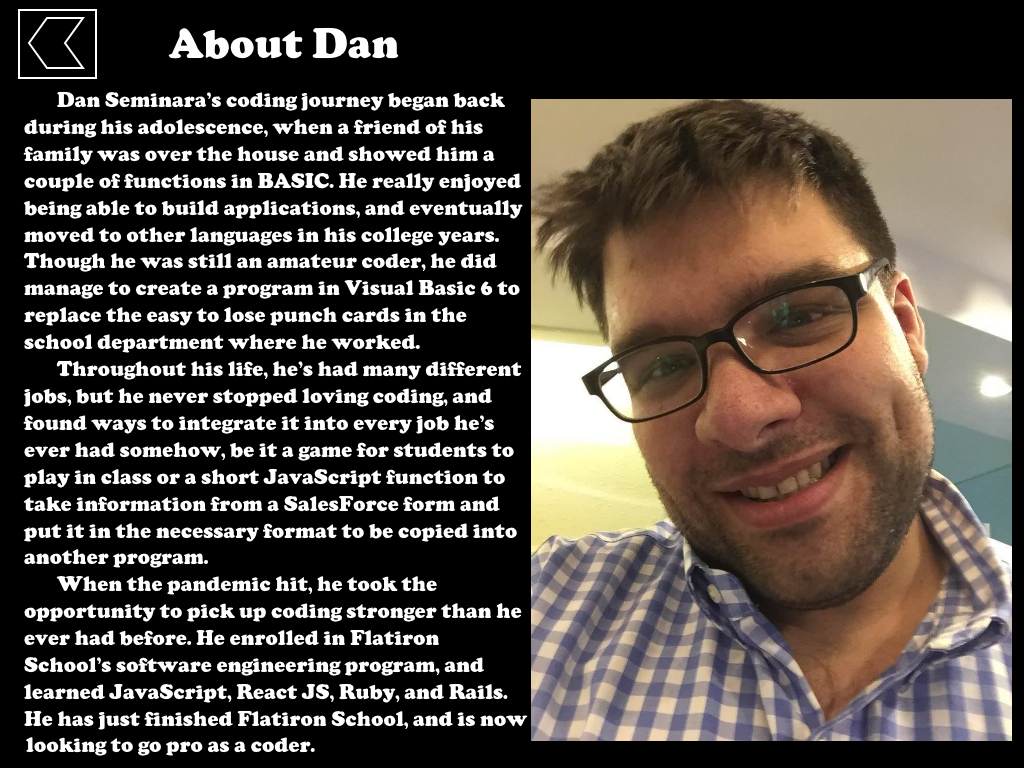 About Dan
Dan Seminara's coding journey began back
during his adolescence, when a friend of his
family was over the house and showed him a
couple of functions in BASIC. He really enjoyed
being able to build applications, and eventually
moved to other languages in his college years.
Though he was still an amateur coder, he did
manage to create a program in Visual Basic 6 to
replace the easy to lose punch cards in the
school department where he worked.
Throughout his life, he's had many different
jobs, but he never stopped loving coding, and
found ways to integrate it into every job he's
ever had somehow, be it a game for students to
play in class or a short JavaScript function to
take information from a SalesForce form and
put it in the necessary format to be copied into
another program.
When the pandemic hit, he took the
opportunity to pick up coding stronger than he
ever had before. He enrolled in Flatiron
School's software engineering program, and
learned JavaScript, React JS, Ruby, and Rails.
He has just finished Flatiron School, and is now
looking to go pro as a coder.